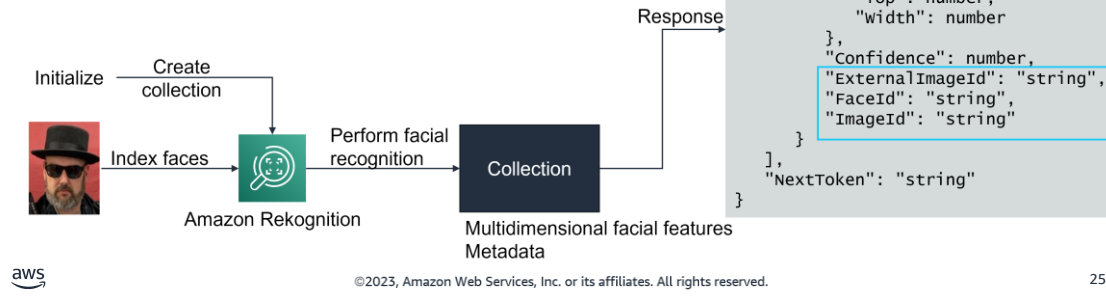 Response
Top": number,
"Width": number
},
"Confidence": number,
"ExternalImageId": "string",
"FaceId": "string",
"ImageId": "string"
}
],
"NextToken": "string"
}
Initialize
Create
collection
Index faces
Amazon Rekognition
Perform facial
recognition
Collection
Multidimensional facial features
Metadata
aws
©2023, Amazon Web Services, Inc. or its affiliates. All rights reserved.
25